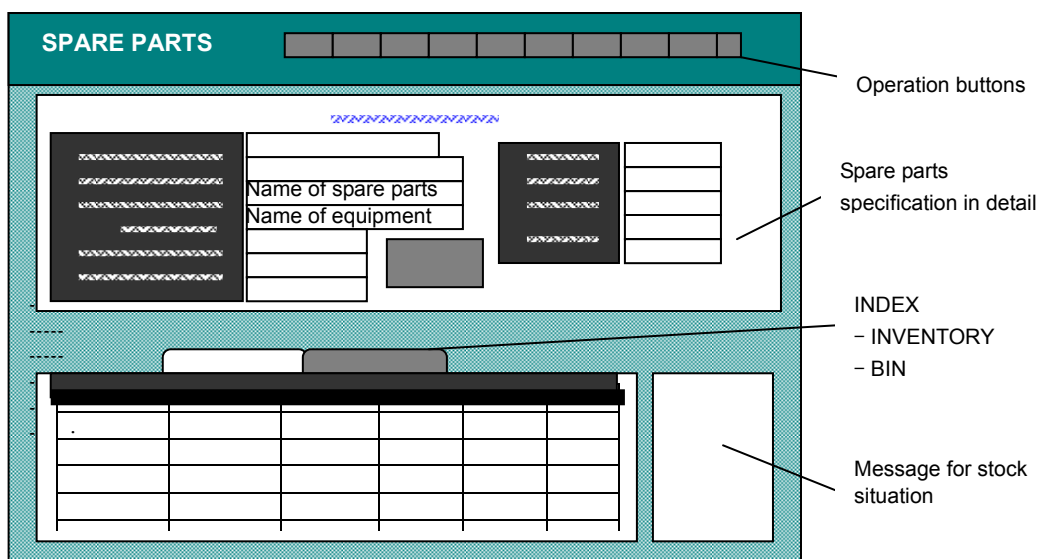 SPARE PARTS
Operation buttons
Name of spare parts
Name of equipment
Spare parts
specification in detail
INDEX
− INVENTORY
− BIN
Message for stock
situation